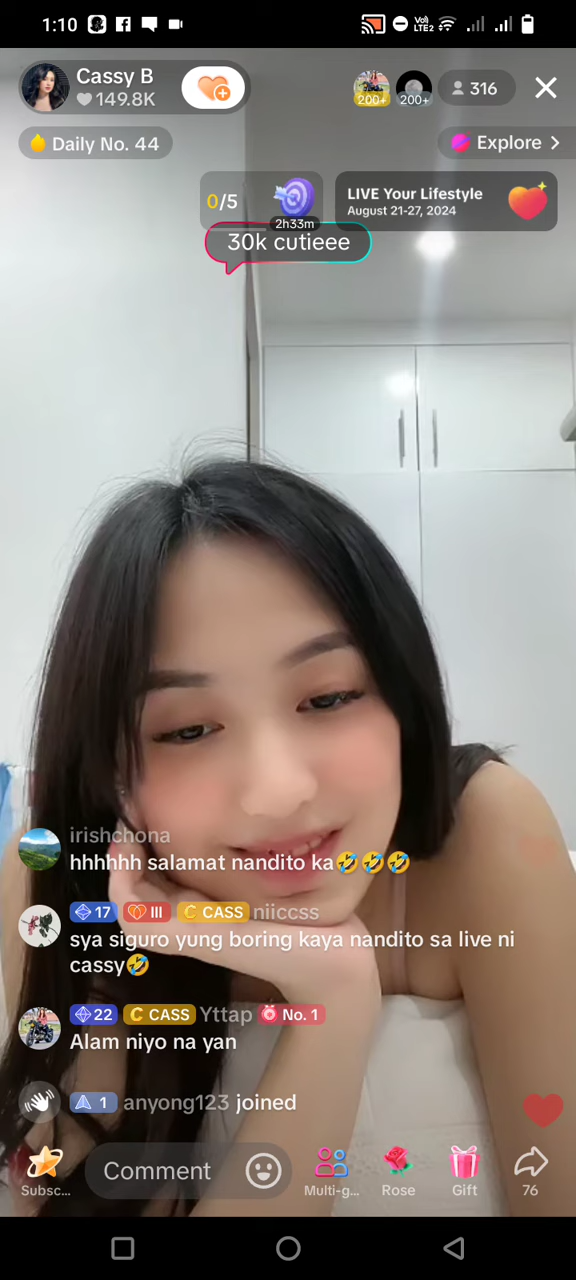 1:10
Vo)
LTE2
Cassy B
149.8K
200+
200+
316
Daily No. 44
Explore
0/5
2h33m
LIVE Your Lifestyle
August 21-27, 2024
30k cutieee
irishchona
hhhhhh salamat nandito ka🤣🤣🤣
17 III CASS niiccss
sya siguro yung boring kaya nandito sa live ni
cassy🤣
22 CASS Yttap No. 1
Alam niyo na yan
1 anyong123 joined
Subsc...
Comment
Multi-g...
Rose
Gift
76